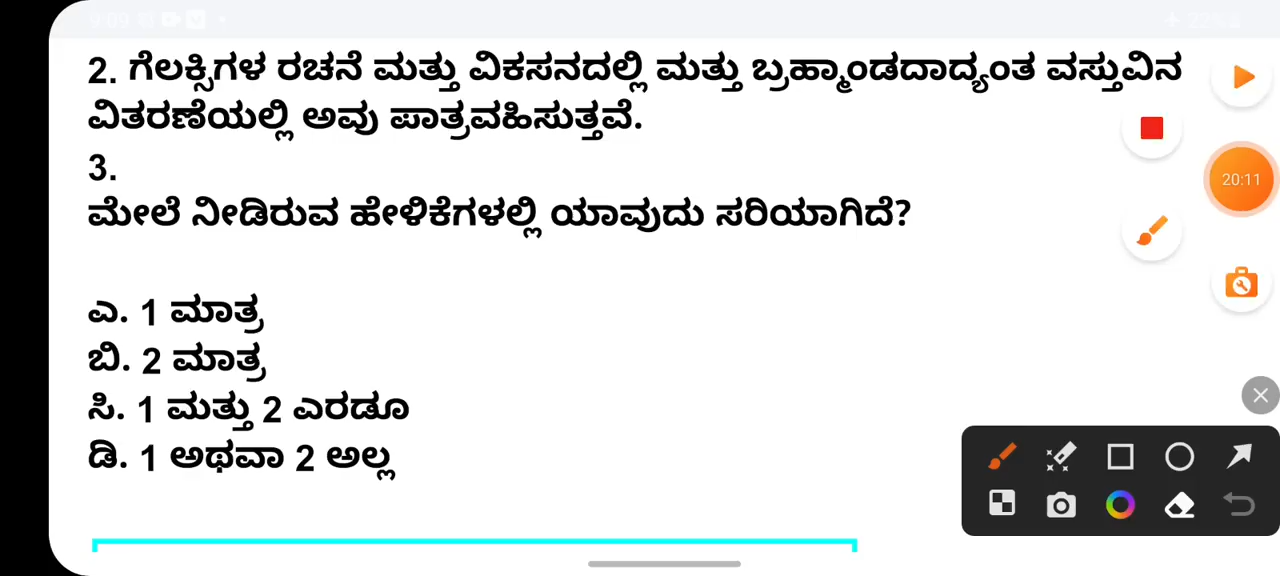 2. ಗೆಲಕ್ಸಿಗಳ ರಚನೆ ಮತ್ತು ವಿಕಸನದಲ್ಲಿ ಮತ್ತು ಬ್ರಹ್ಮಾಂಡದಾದ್ಯಂತ ವಸ್ತುವಿನ
ವಿತರಣೆಯಲ್ಲಿ ಅವು ಪಾತ್ರವಹಿಸುತ್ತವೆ.
3.
ಮೇಲೆ ನೀಡಿರುವ ಹೇಳಿಕೆಗಳಲ್ಲಿ ಯಾವುದು ಸರಿಯಾಗಿದೆ?
ಎ. 1 ಮಾತ್ರ
ಬಿ. 2 ಮಾತ್ರ
ಸಿ. 1 ಮತ್ತು 2 ಎರಡೂ
ಡಿ. 1 ಅಥವಾ 2 ಅಲ್ಲ
20:11